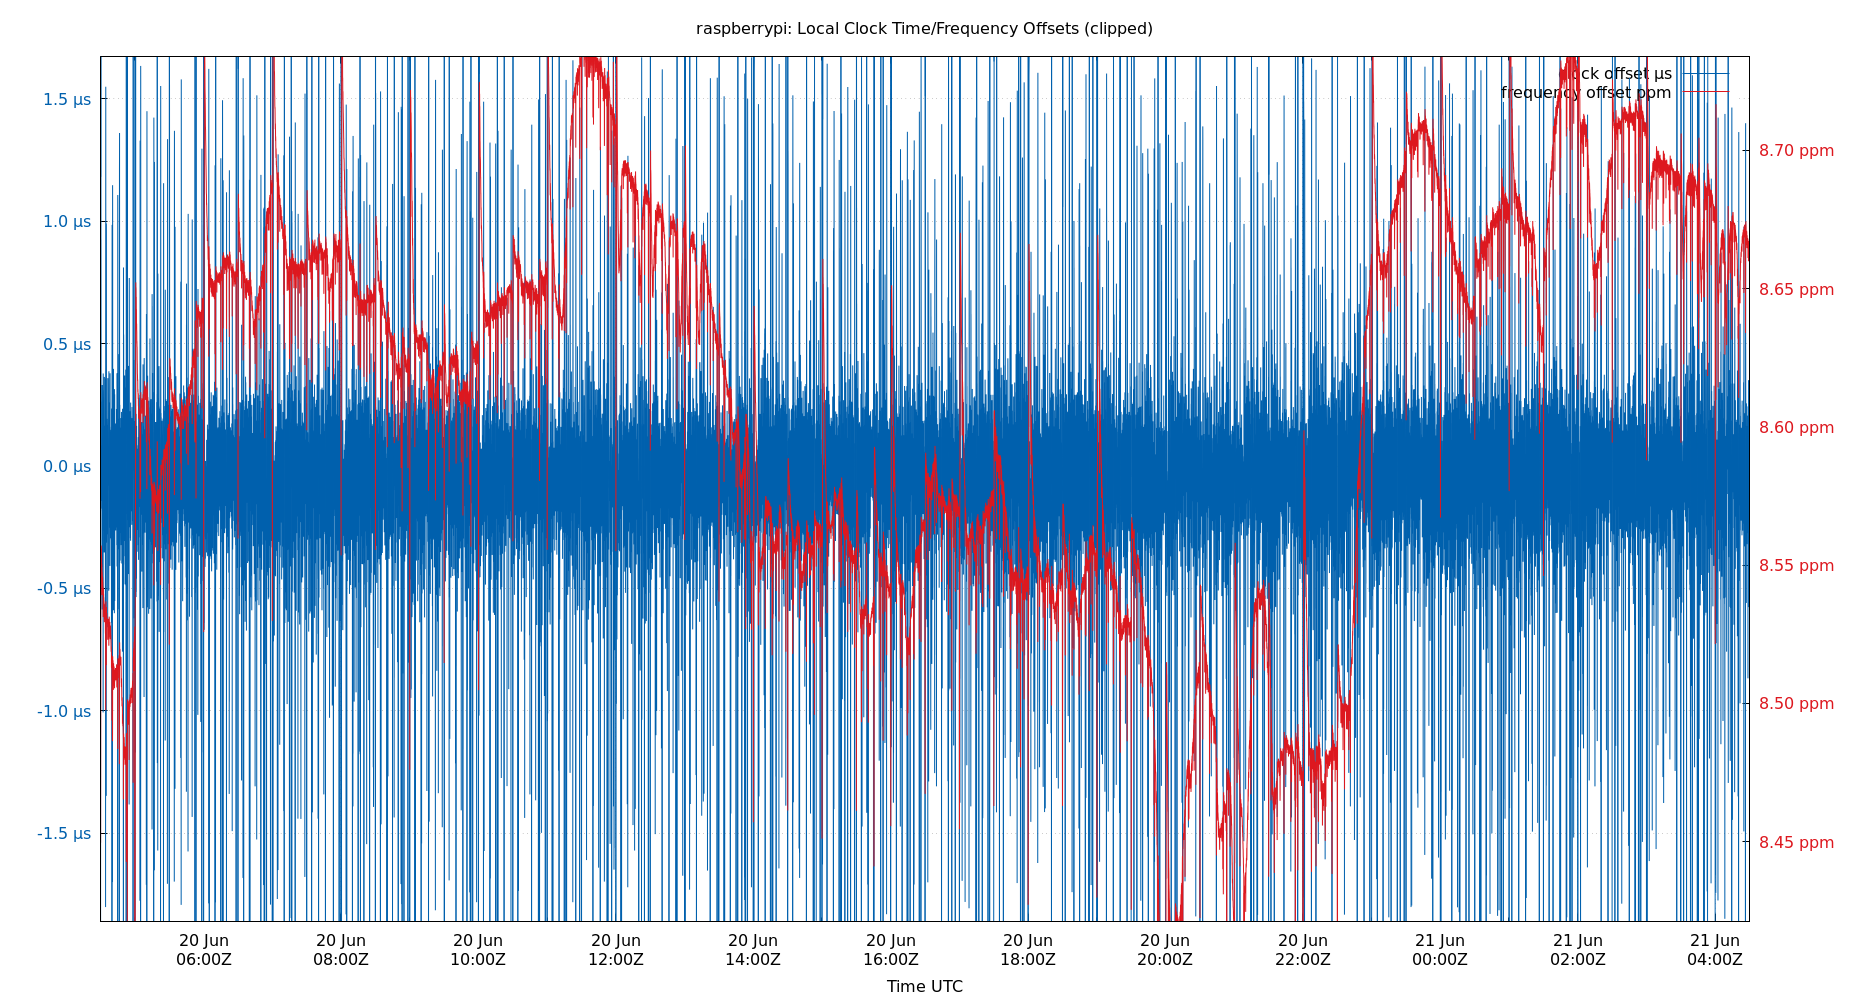 raspberrypi: Local Clock Time/Frequency Offsets (clipped)
clock offset µs
frequency offset ppm
1.5 µs
1.0 µs
0.5 µs
0.0 µs
-0.5 µs
-1.0 µs
-1.5 µs
8.70 ppm
8.65 ppm
8.60 ppm
8.55 ppm
8.50 ppm
8.45 ppm
20 Jun
06:00Z
20 Jun
08:00Z
20 Jun
10:00Z
20 Jun
12:00Z
20 Jun
14:00Z
20 Jun
16:00Z
20 Jun
18:00Z
20 Jun
20:00Z
20 Jun
22:00Z
21 Jun
00:00Z
21 Jun
02:00Z
21 Jun
04:00Z
Time UTC